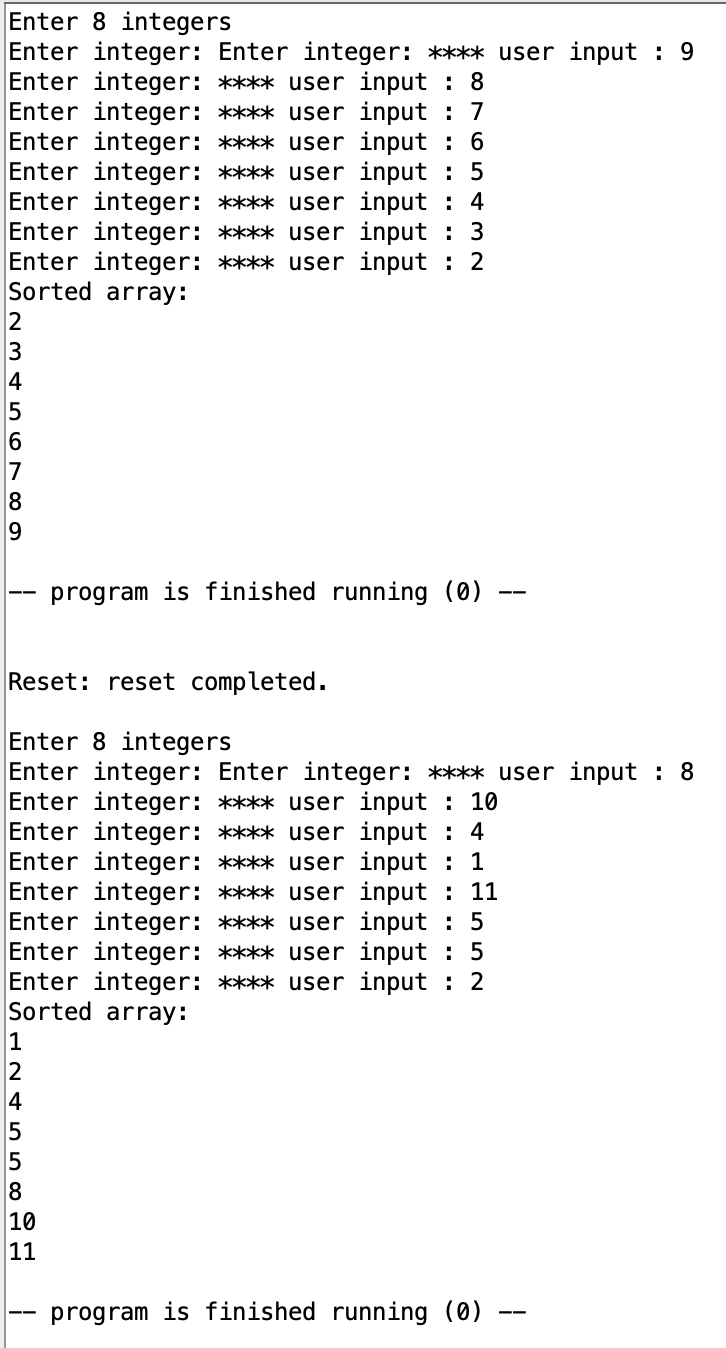 Enter 8 integers
Enter integer: Enter integer: **** user input : 9
Enter integer: **** user input : 8
Enter integer: **** user input : 7
Enter integer: **** user input : 6
Enter integer: **** user input : 5
Enter integer: **** user input : 4
Enter integer: **** user input : 3
Enter integer: **** user input : 2
Sorted array:
2
3
4
5
6
7
8
9
-- program is finished running (0) --
Reset: reset completed.
Enter 8 integers
Enter integer: Enter integer: **** user input : 8
Enter integer: **** user input : 10
Enter integer: **** user input : 4
Enter integer: **** user input : 1
Enter integer: **** user input : 11
Enter integer: **** user input : 5
Enter integer: **** user input : 5
Enter integer: **** user input : 2
Sorted array:
1
2
4
5
5
8
10
11
-- program is finished running (0) --